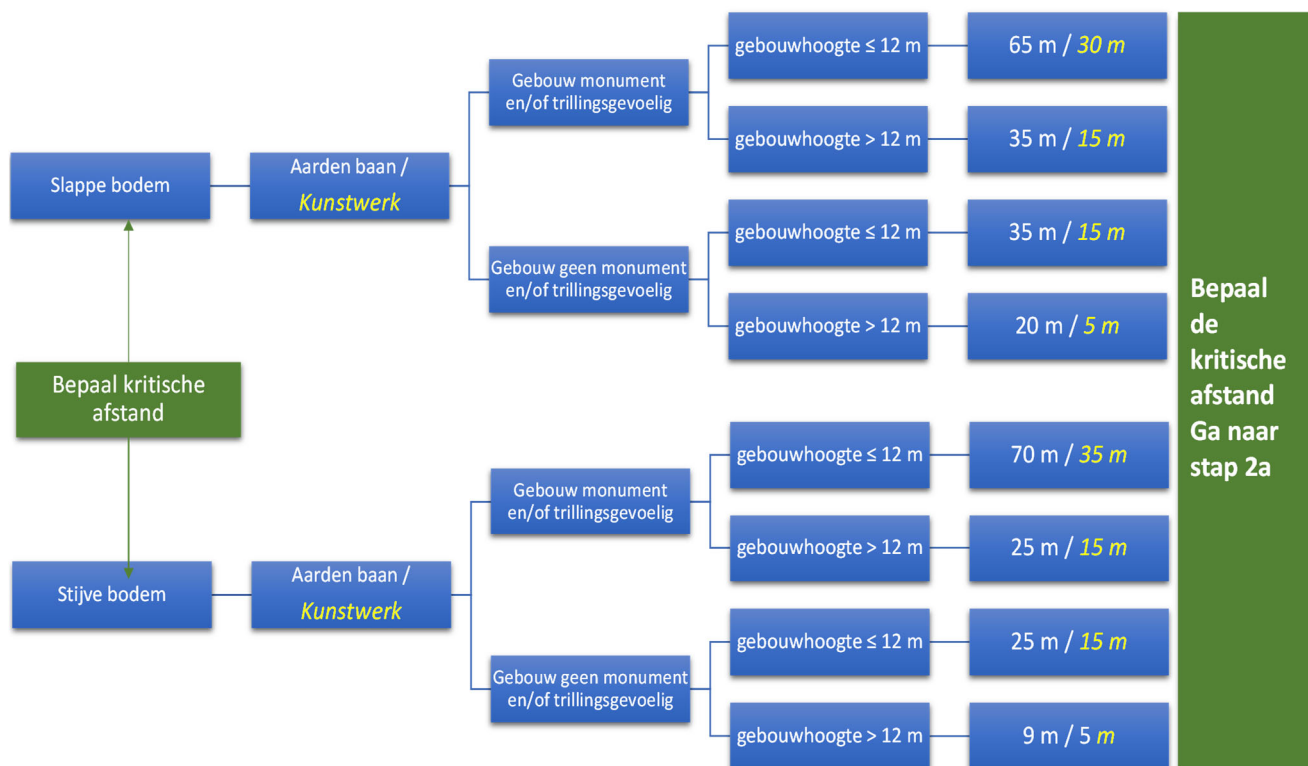 gebouwhoogte ≤ 12 m
65 m / 30 m
Gebouw monument
en/of trillingsgevoelig
gebouwhoogte > 12 m
35 m / 15 m
Slappe bodem
Aarden baan /
Kunstwerk
gebouwhoogte ≤ 12 m
35 m / 15 m
Gebouw geen monument
en/of trillingsgevoelig
gebouwhoogte > 12 m
20 m / 5 m
Bepaal kritische
afstand
gebouwhoogte ≤ 12 m
70 m / 35 m
Gebouw monument
en/of trillingsgevoelig
gebouwhoogte > 12 m
25 m / 15 m
Stijve bodem
Aarden baan /
Kunstwerk
gebouwhoogte ≤ 12 m
25 m / 15 m
Gebouw geen monument
en/of trillingsgevoelig
gebouwhoogte > 12 m
9 m / 5 m
Bepaal
de
kritische
afstand
Ga naar
stap 2a